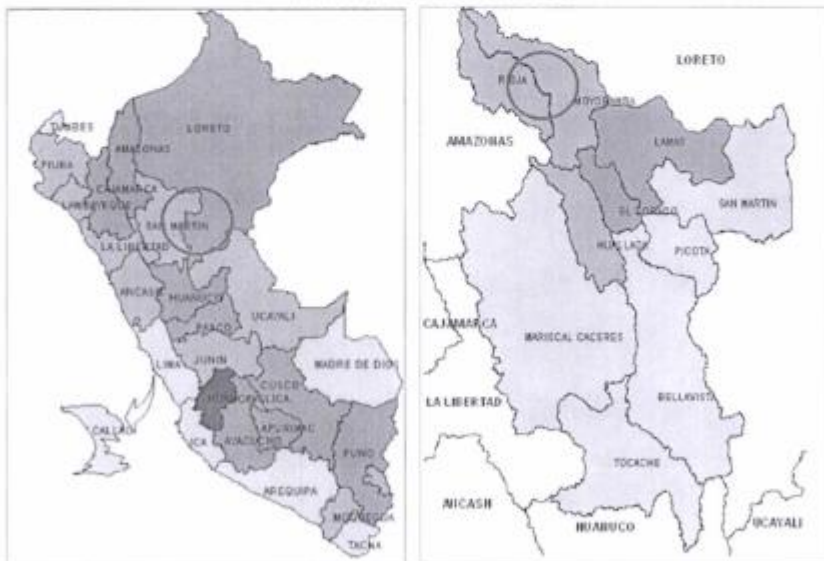 TUMBES
LORETO
PIURA
AMAZONAS
CAJAMARCA
LAMBAYEQUE
SAN MARTIN
LA LIBERTAD
ANCASH
HUANUCO
UCAYALI
PASCO
LIMA
JUNIN
MADRE DE DIOS
CUSCO
HUANCAVELICA
CALLAO
ICA
APURIMAC
AYACUCHO
PUNO
AREQUIPA
MOQUEGUA
TACNA
LORETO
RIOJA
MOYOBAMBA
AMAZONAS
LAMAS
EL DORADO
SAN MARTIN
HUALLAGA
PICOTA
CAJAMARCA
MARISCAL CACERES
LA LIBERTAD
BELLAVISTA
TOCACHE
ANCASH
HUANUCO
UCAYALI